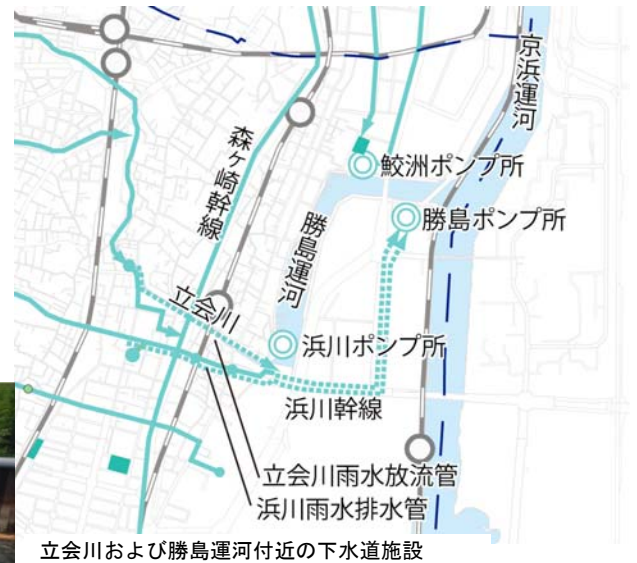 京浜運河
森ヶ崎幹線
鮫洲ポンプ所
勝島ポンプ所
勝島運河
立会川
浜川ポンプ所
浜川幹線
立会川雨水放流管
浜川雨水排水管
立会川および勝島運河付近の下水道施設